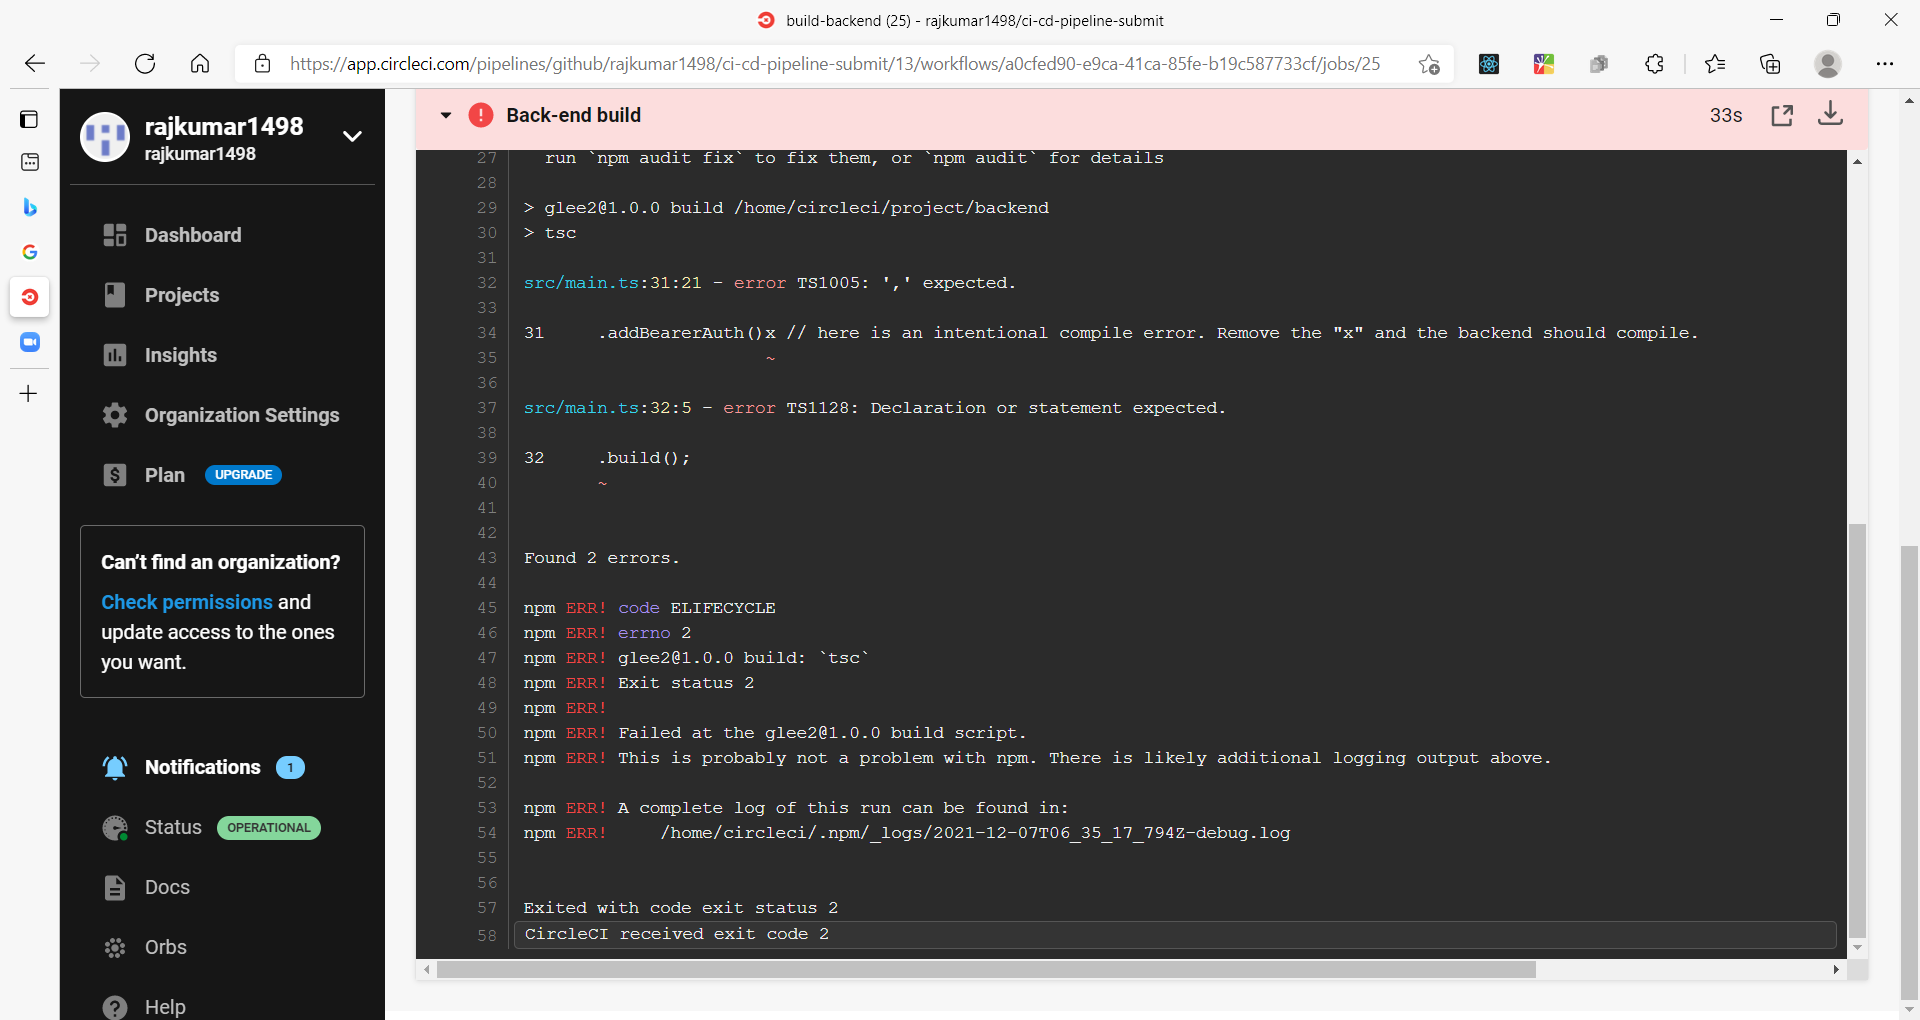 build-backend (25) - rajkumar1498/ci-cd-pipeline-submit
https://app.circleci.com/pipelines/github/rajkumar1498/ci-cd-pipeline-submit/13/workflows/a0cfed90-e9ca-41ca-85fe-b19c587733cf/jobs/25
rajkumar1498
rajkumar1498
Dashboard
Projects
Insights
Organization Settings
Plan UPGRADE
Can't find an organization?
Check permissions and
update access to the ones
you want.
Notifications 1
Status OPERATIONAL
Docs
Orbs
Help
Back-end build 33s
27 run `npm audit fix` to fix them, or `npm audit` for details
28
29 > glee2@1.0.0 build /home/circleci/project/backend
30 > tsc
31
32 src/main.ts:31:21 - error TS1005: ',' expected.
33
34 31 .addBearerAuth()x // here is an intentional compile error. Remove the "x" and the backend should compile.
35 ~
36
37 src/main.ts:32:5 - error TS1128: Declaration or statement expected.
38
39 32 .build();
40 ~
41
42
43 Found 2 errors.
44
45 npm ERR! code ELIFECYCLE
46 npm ERR! errno 2
47 npm ERR! glee2@1.0.0 build: `tsc`
48 npm ERR! Exit status 2
49 npm ERR!
50 npm ERR! Failed at the glee2@1.0.0 build script.
51 npm ERR! This is probably not a problem with npm. There is likely additional logging output above.
52
53 npm ERR! A complete log of this run can be found in:
54 npm ERR! /home/circleci/.npm/_logs/2021-12-07T06_35_17_794Z-debug.log
55
56
57 Exited with code exit status 2
58 CircleCI received exit code 2